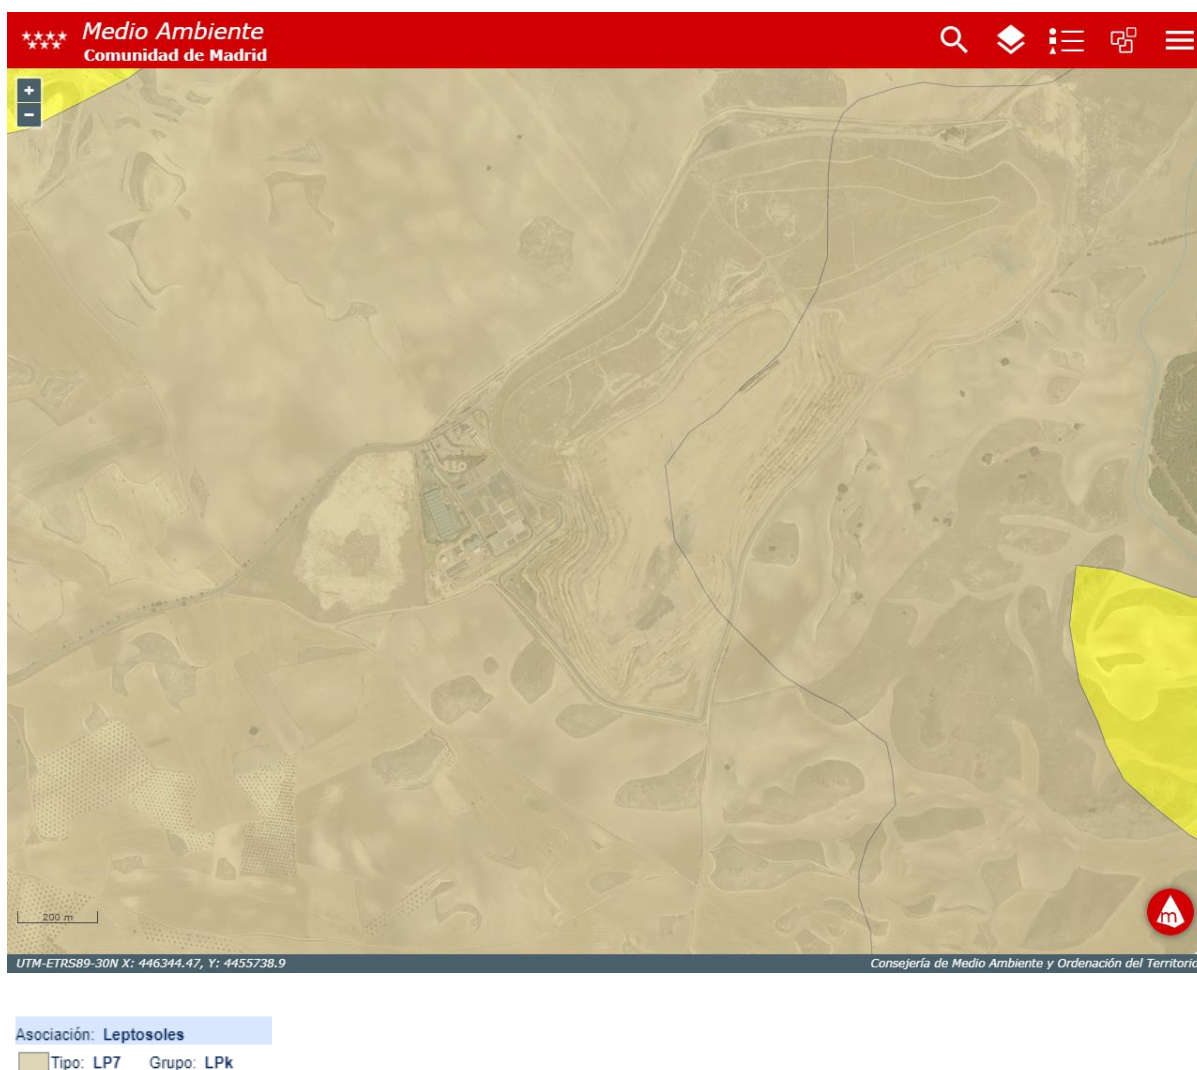 Medio Ambiente
Comunidad de Madrid
+
−
200 m
m
UTM-ETRS89-30N X: 446344.47, Y: 4455738.9
Consejería de Medio Ambiente y Ordenación del Territorio
Asociación: Leptosoles
Tipo: LP7 Grupo: LPk